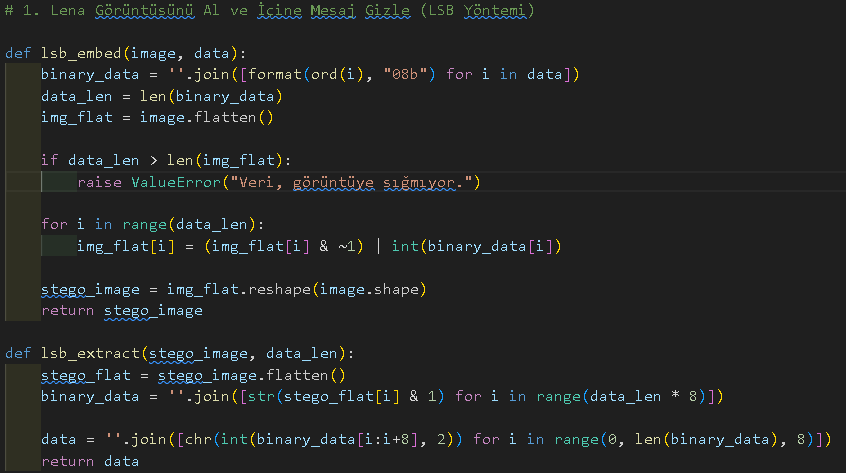 # 1. Lena Görüntüsünü Al ve İçine Mesaj Gizle (LSB Yöntemi)
def lsb_embed(image, data):
    binary_data = ''.join([format(ord(i), "08b") for i in data])
    data_len = len(binary_data)
    img_flat = image.flatten()
    if data_len > len(img_flat):
        raise ValueError("Veri, görüntüye sığmıyor.")
    for i in range(data_len):
        img_flat[i] = (img_flat[i] & ~1) | int(binary_data[i])
    stego_image = img_flat.reshape(image.shape)
    return stego_image
def lsb_extract(stego_image, data_len):
    stego_flat = stego_image.flatten()
    binary_data = ''.join([str(stego_flat[i] & 1) for i in range(data_len * 8)])
    data = ''.join([chr(int(binary_data[i:i+8], 2)) for i in range(0, len(binary_data), 8)])
    return data